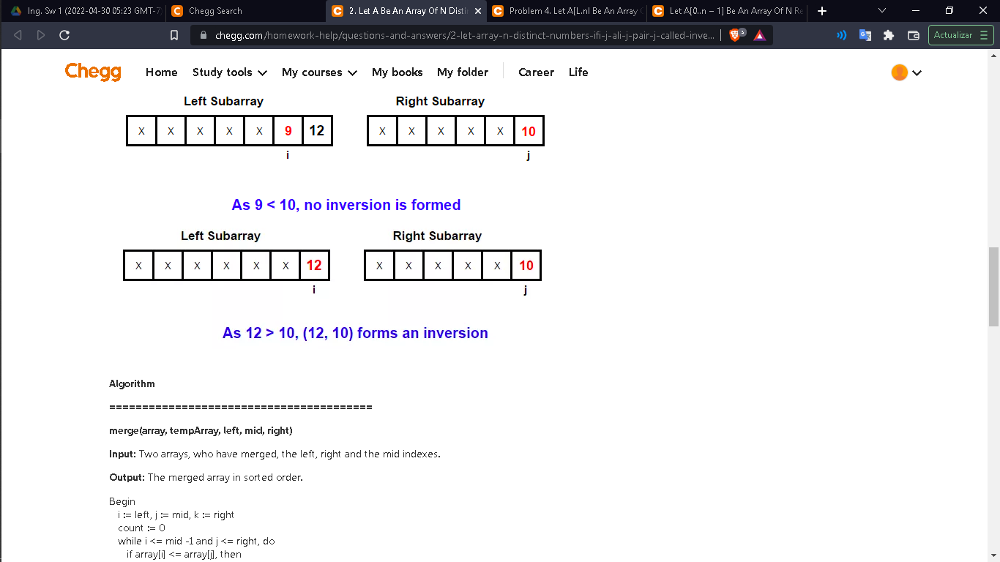 Ing. Sw 1 (2022-04-30 05:23 GMT-7)
Chegg Search
2. Let A Be An Array Of N Disti
Problem 4. Let A[L.nl Be An Array
Let A[0..n – 1] Be An Array Of N Re
chegg.com/homework-help/questions-and-answers/2-let-array-n-distinct-numbers-ifi-j-ali-j-pair-j-called-inve...
Actualizar
Chegg
Home Study tools My courses My books My folder Career Life
Left Subarray Right Subarray
X X X X X 9 12 X X X X X 10
i j
As 9 < 10, no inversion is formed
Left Subarray Right Subarray
X X X X X X 12 X X X X X 10
i j
As 12 > 10, (12, 10) forms an inversion
Algorithm
========================================
merge(array, tempArray, left, mid, right)
Input: Two arrays, who have merged, the left, right and the mid indexes.
Output: The merged array in sorted order.
Begin
i := left, j := mid, k := right
count := 0
while i <= mid -1 and j <= right, do
if array[i] <= array[j], then